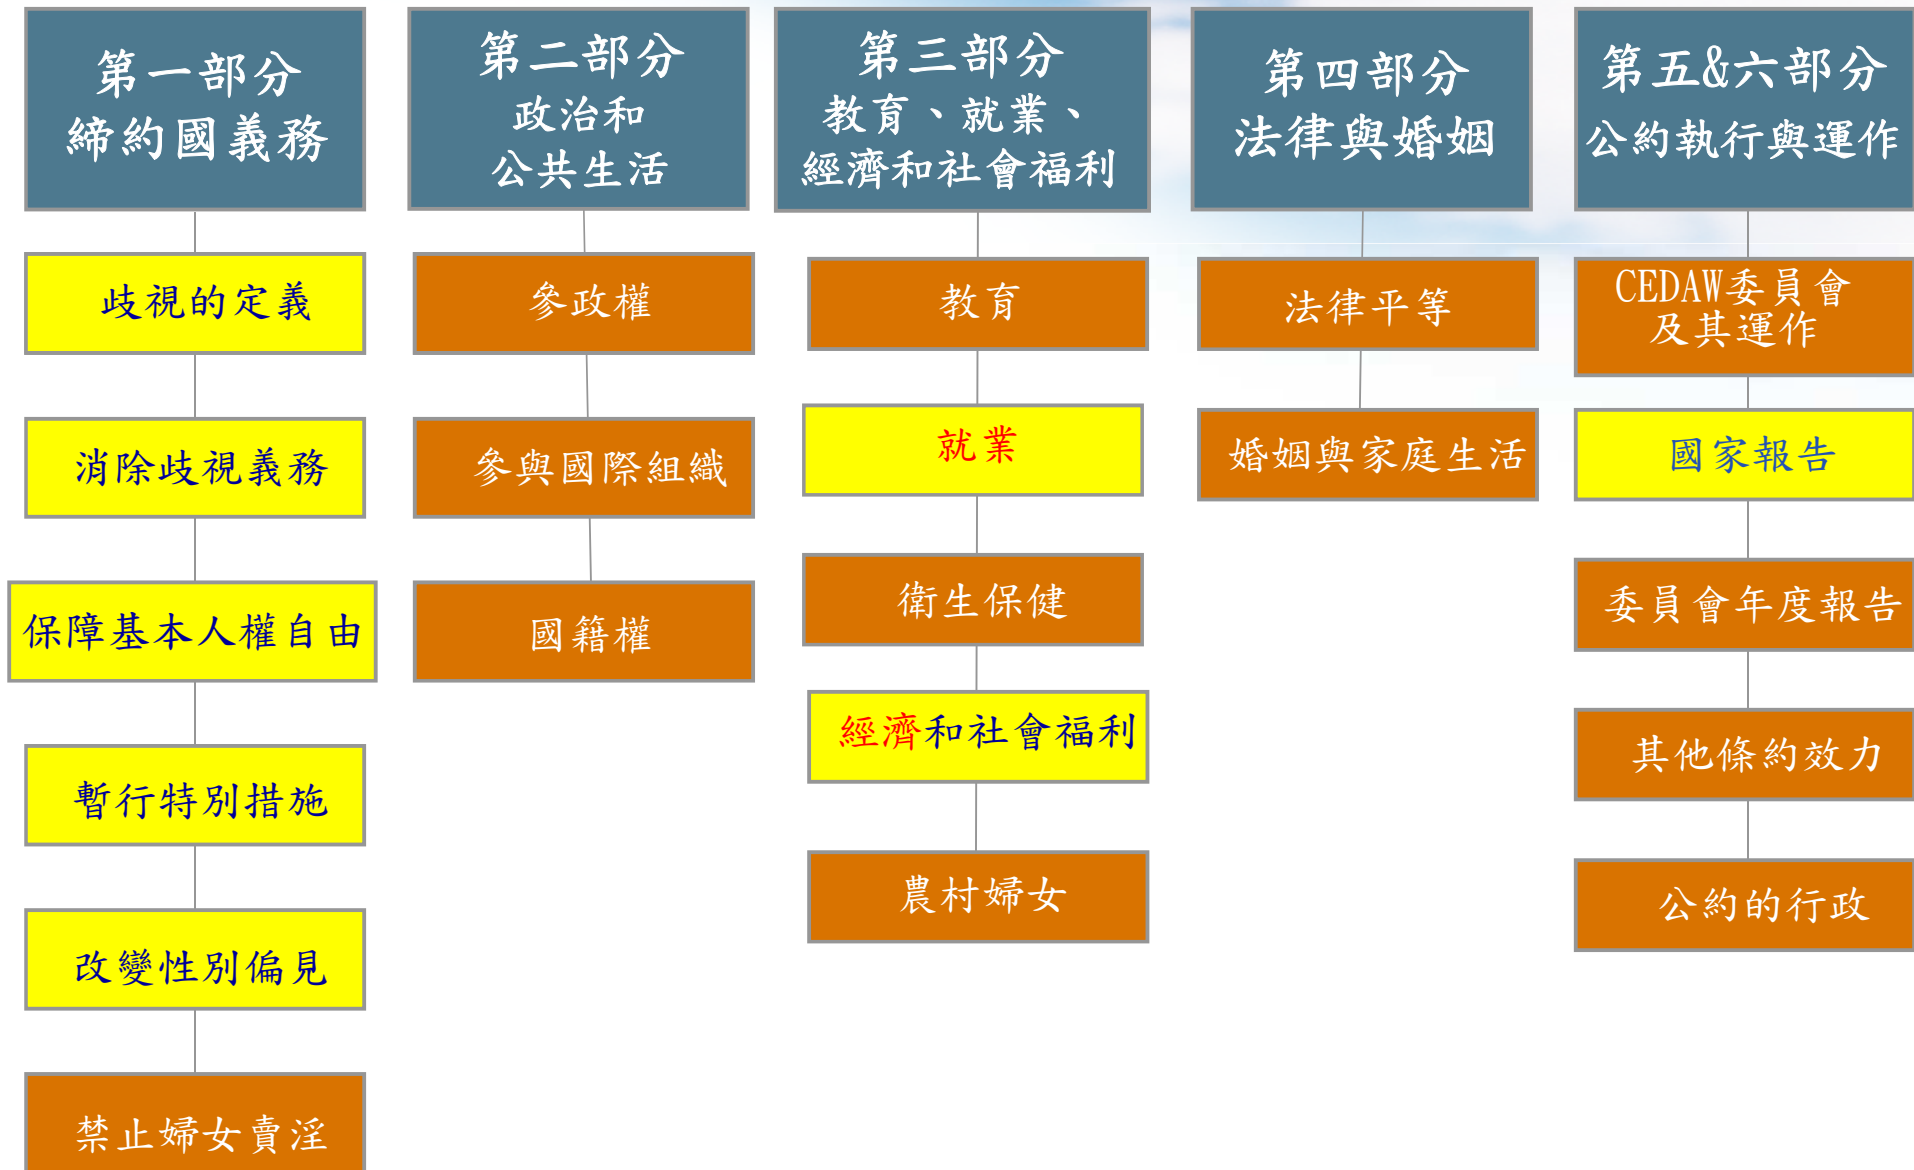 第一部分
締約國義務
歧視的定義
消除歧視義務
保障基本人權自由
暫行特別措施
改變性別偏見
禁止婦女賣淫
第二部分
政治和
公共生活
參政權
參與國際組織
國籍權
第三部分
教育、就業、
經濟和社會福利
教育
就業
衛生保健
經濟和社會福利
農村婦女
第四部分
法律與婚姻
法律平等
婚姻與家庭生活
第五&六部分
公約執行與運作
CEDAW委員會
及其運作
國家報告
委員會年度報告
其他條約效力
公約的行政